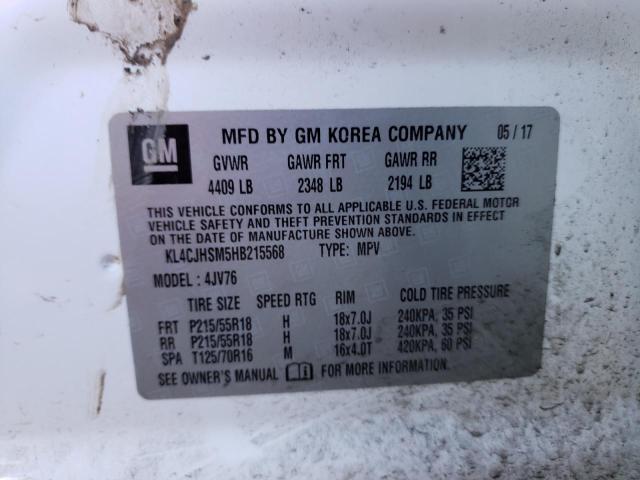 GM MFD BY GM KOREA COMPANY 05 / 17
GVWR GAWR FRT GAWR RR
4409 LB 2348 LB 2194 LB
THIS VEHICLE CONFORMS TO ALL APPLICABLE U.S. FEDERAL MOTOR
VEHICLE SAFETY AND THEFT PREVENTION STANDARDS IN EFFECT
ON THE DATE OF MANUFACTURE SHOWN ABOVE.
KL4CJHSM5HB215568 TYPE: MPV
MODEL : 4JV76
TIRE SIZE SPEED RTG RIM COLD TIRE PRESSURE
FRT P215/55R18 H 18x7.0J 240KPA, 35 PSI
RR P215/55R18 H 18x7.0J 240KPA, 35 PSI
SPA T125/70R16 M 16x4.0T 420KPA, 60 PSI
SEE OWNER'S MANUAL FOR MORE INFORMATION.